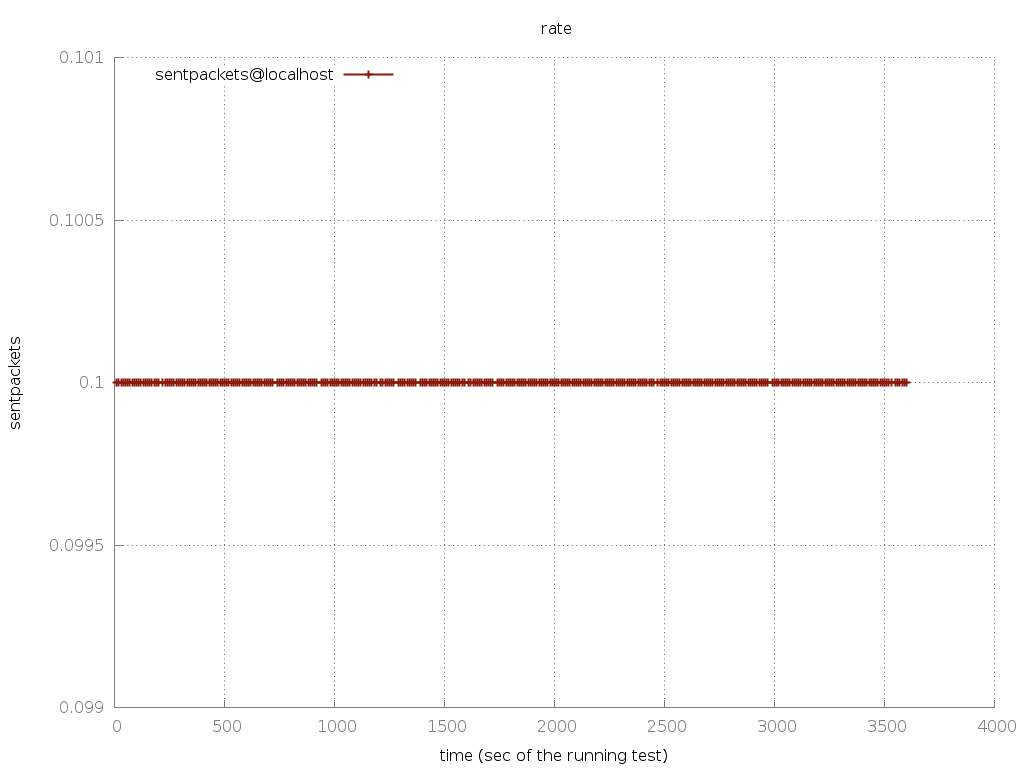 rate
sentpackets@localhost
0.101
0.1005
0.1
0.0995
0.099
sentpackets
0 500 1000 1500 2000 2500 3000 3500 4000
time (sec of the running test)